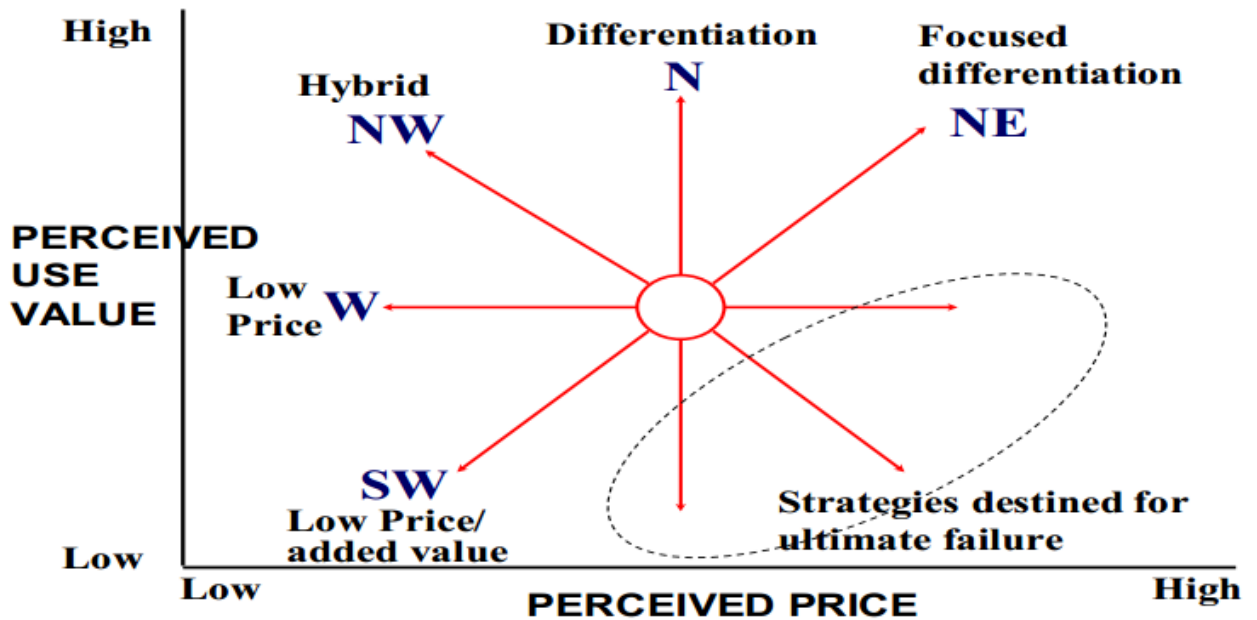 High
Differentiation
N
Focused
differentiation
NE
Hybrid
NW
PERCEIVED
USE
VALUE
Low
Price
W
SW
Low Price/
added value
Strategies destined for
ultimate failure
Low
Low
High
PERCEIVED PRICE